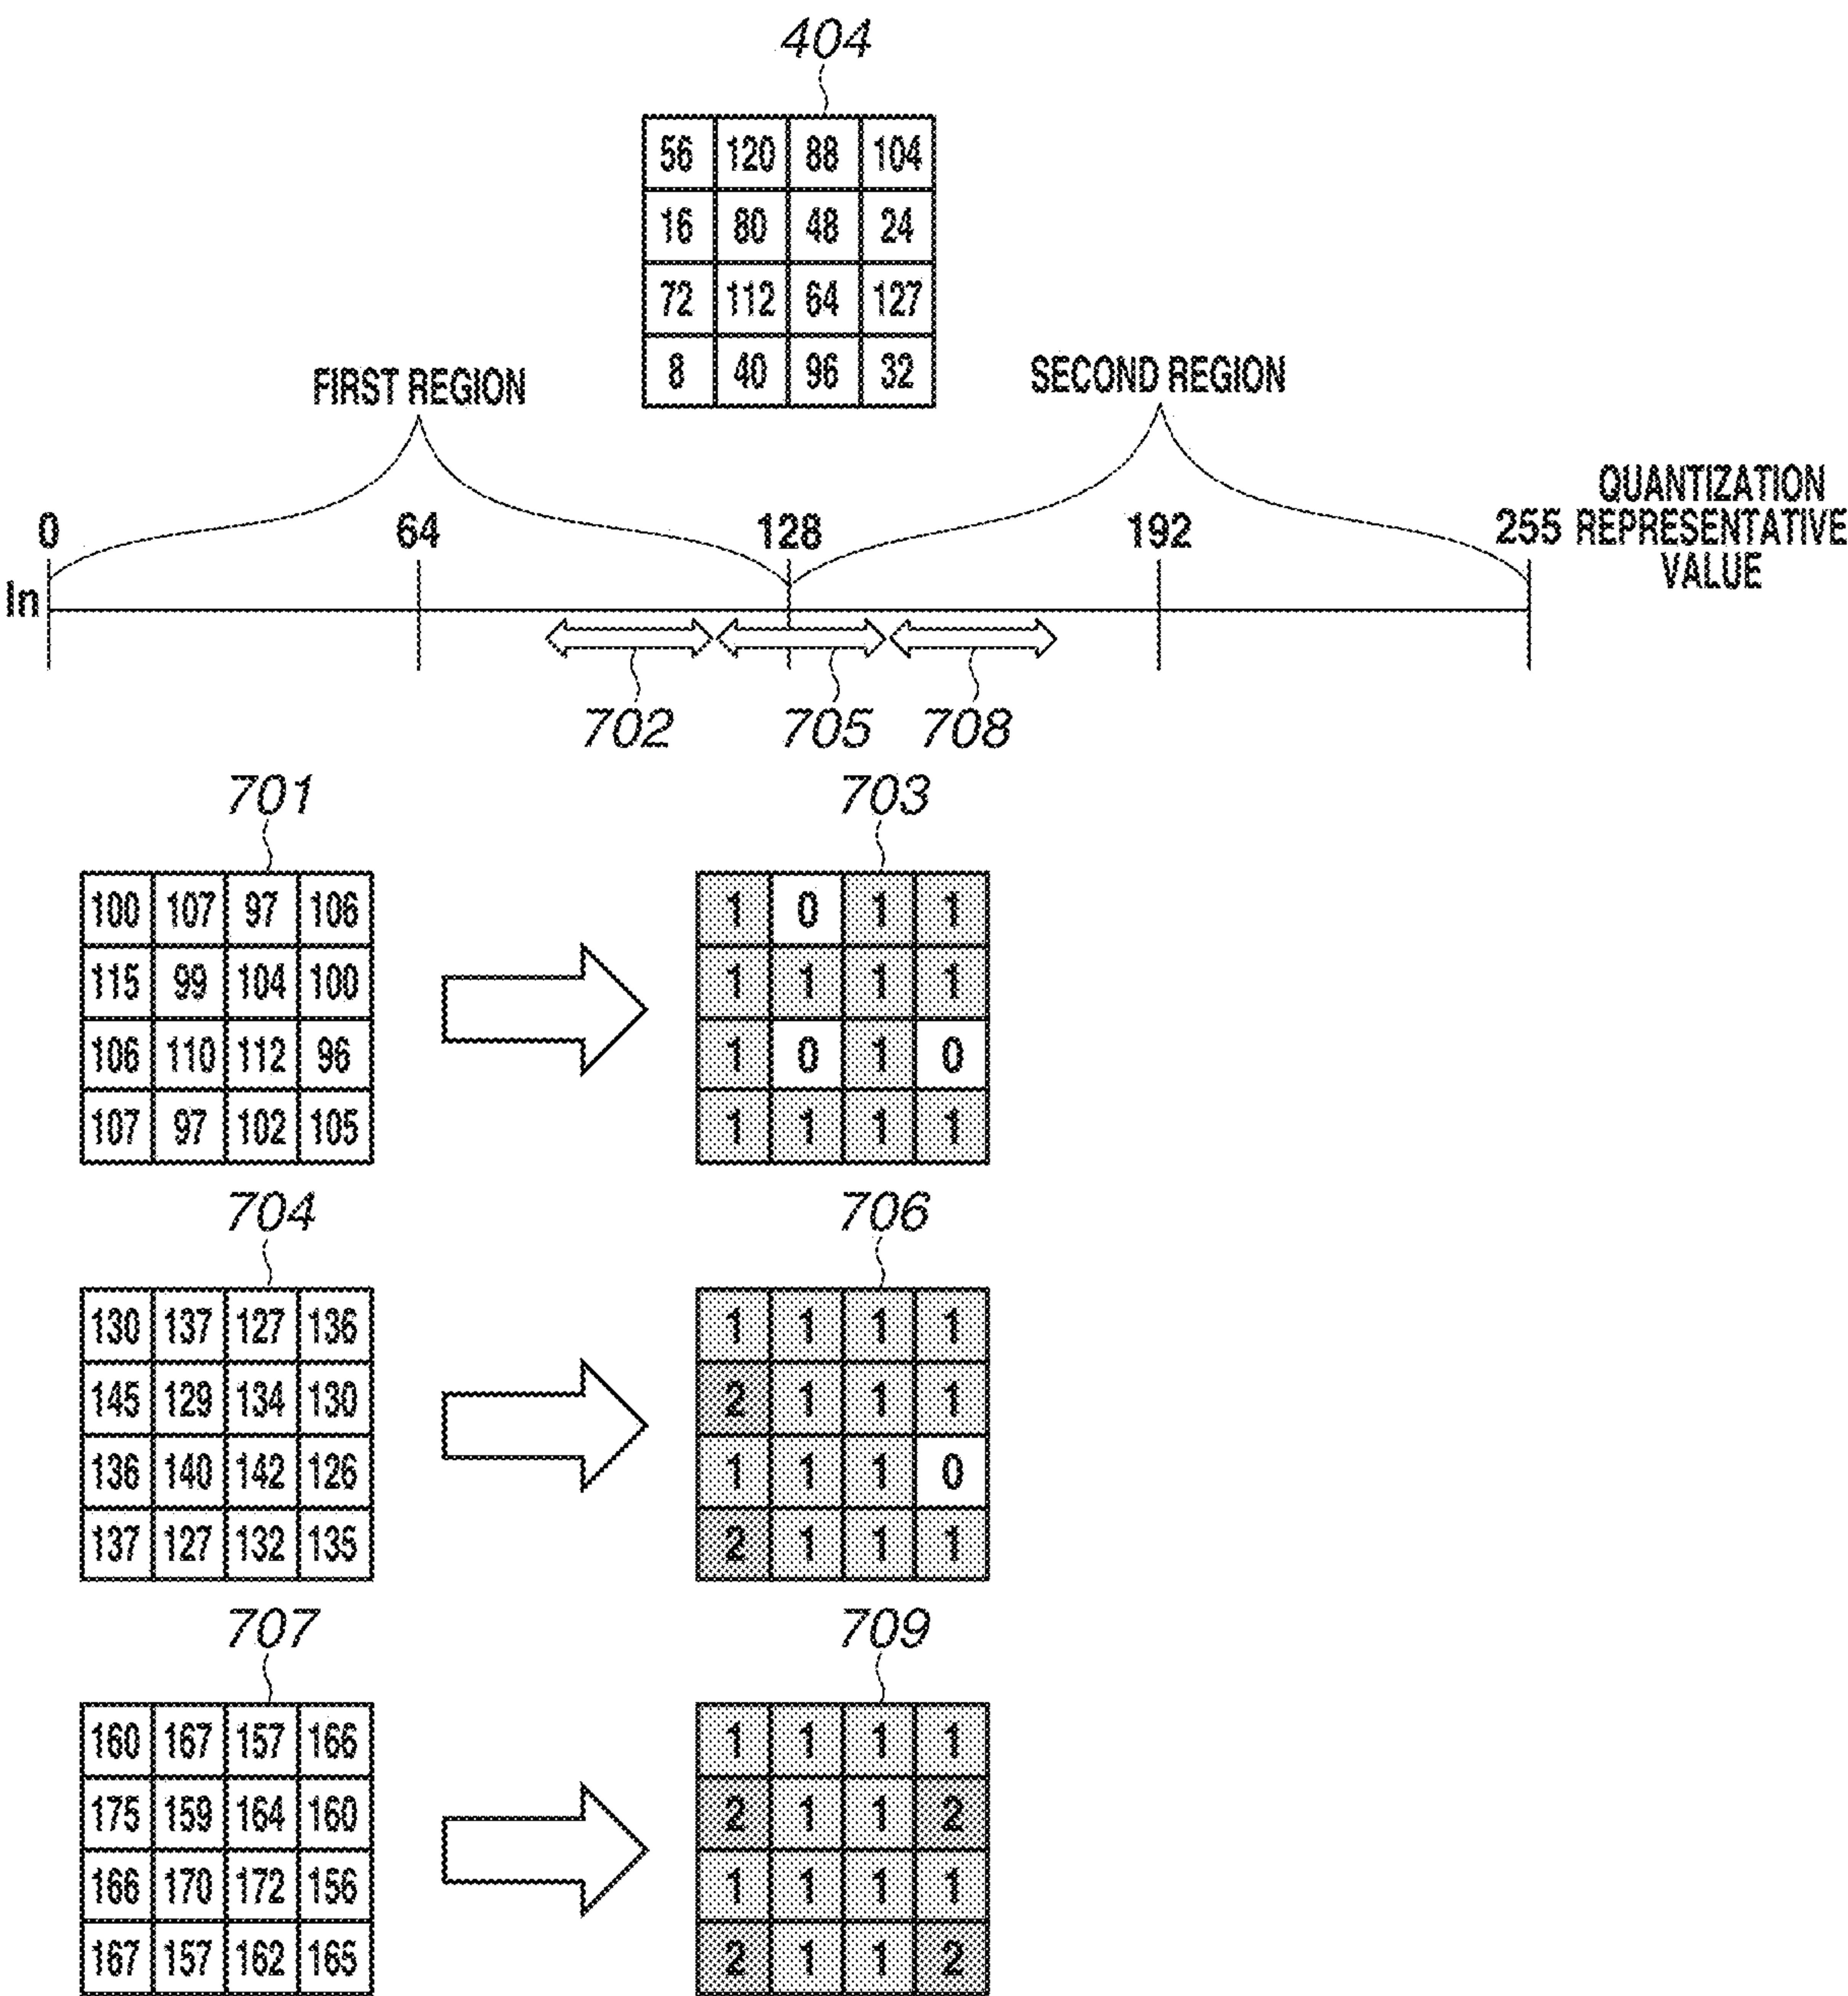 404
56 120 88 104
16 80 48 24
72 112 64 127
8 40 96 32
FIRST REGION
SECOND REGION
0 64 128 192 255
QUANTIZATION
REPRESENTATIVE
VALUE
In
702 705 708
701 703
100 107 97 106
115 99 104 100
106 110 112 96
107 97 102 105
1 0 1 1
1 1 1 1
1 0 1 0
1 1 1 1
704 706
130 137 127 136
145 129 134 130
136 140 142 126
137 127 132 135
1 1 1 1
2 1 1 1
1 1 1 0
2 1 1 1
707 709
160 167 157 166
175 159 164 160
166 170 172 156
167 157 162 165
1 1 1 1
2 1 1 2
1 1 1 1
2 1 1 2